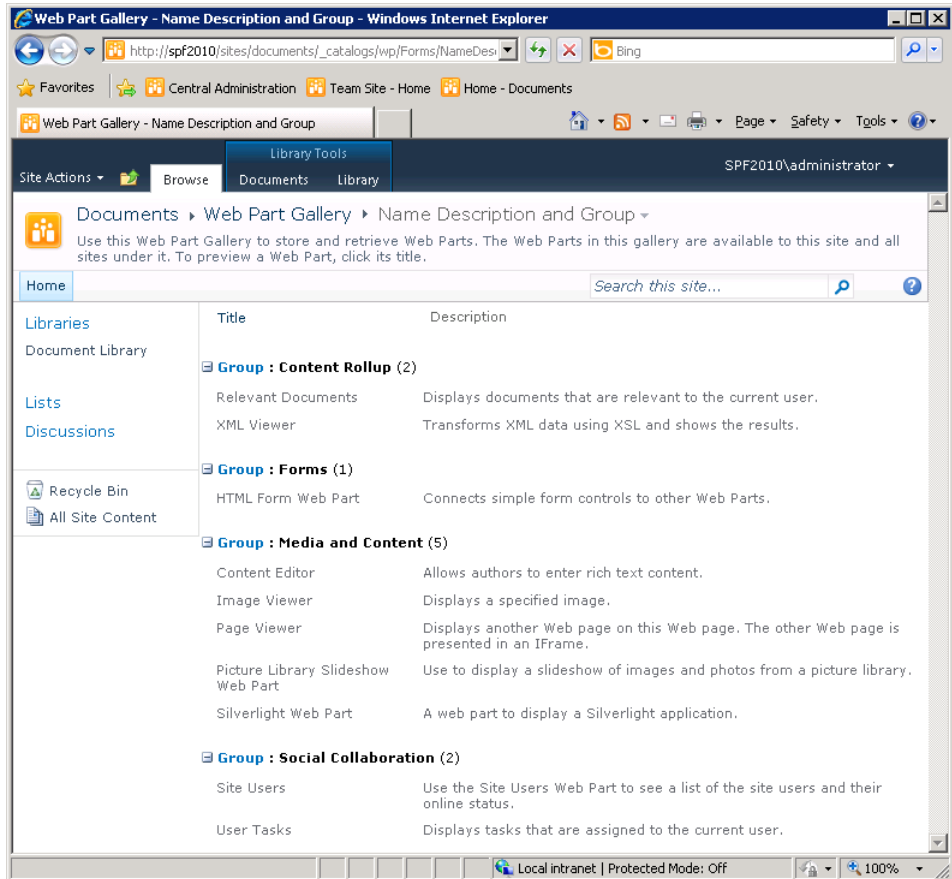 Web Part Gallery - Name Description and Group - Windows Internet Explorer
http://spf2010/sites/documents/_catalogs/wp/Forms/NameDes
Bing
Favorites Central Administration Team Site - Home Home - Documents
Web Part Gallery - Name Description and Group
Page Safety Tools
Library Tools
Site Actions Browse Documents Library
SPF2010\administrator
Documents Web Part Gallery Name Description and Group
Use this Web Part Gallery to store and retrieve Web Parts. The Web Parts in this gallery are available to this site and all
sites under it. To preview a Web Part, click its title.
Home
Search this site...
Libraries
Document Library
Lists
Discussions
Recycle Bin
All Site Content
Title Description
Group : Content Rollup (2)
Relevant Documents Displays documents that are relevant to the current user.
XML Viewer Transforms XML data using XSL and shows the results.
Group : Forms (1)
HTML Form Web Part Connects simple form controls to other Web Parts.
Group : Media and Content (5)
Content Editor Allows authors to enter rich text content.
Image Viewer Displays a specified image.
Page Viewer Displays another Web page on this Web page. The other Web page is
presented in an IFrame.
Picture Library Slideshow Use to display a slideshow of images and photos from a picture library.
Web Part
Silverlight Web Part A web part to display a Silverlight application.
Group : Social Collaboration (2)
Site Users Use the Site Users Web Part to see a list of the site users and their
online status.
User Tasks Displays tasks that are assigned to the current user.
Local intranet | Protected Mode: Off 100%